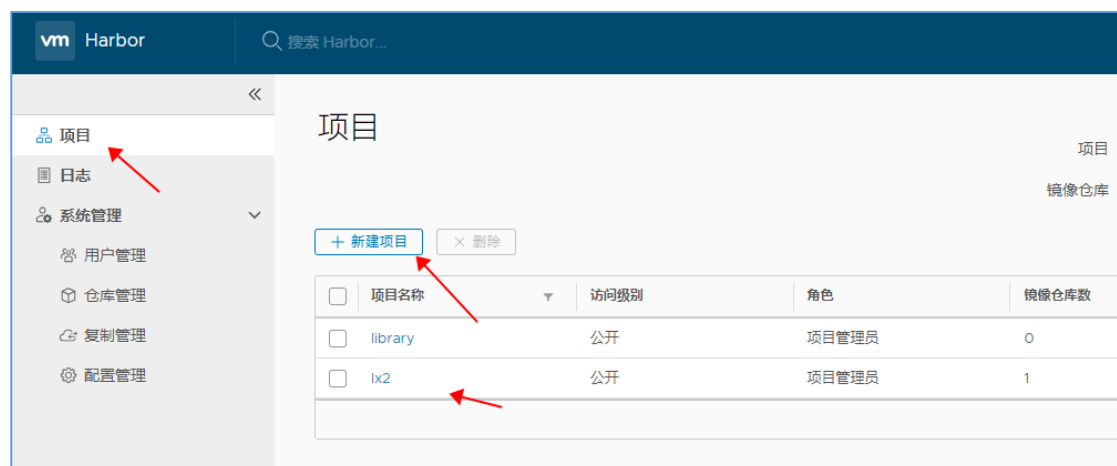 vm Harbor 搜索 Harbor...
项目
日志
系统管理
用户管理
仓库管理
复制管理
配置管理
项目
项目
镜像仓库
+ 新建项目 × 删除
项目名称 访问级别 角色 镜像仓库数
library 公开 项目管理员 0
lx2 公开 项目管理员 1